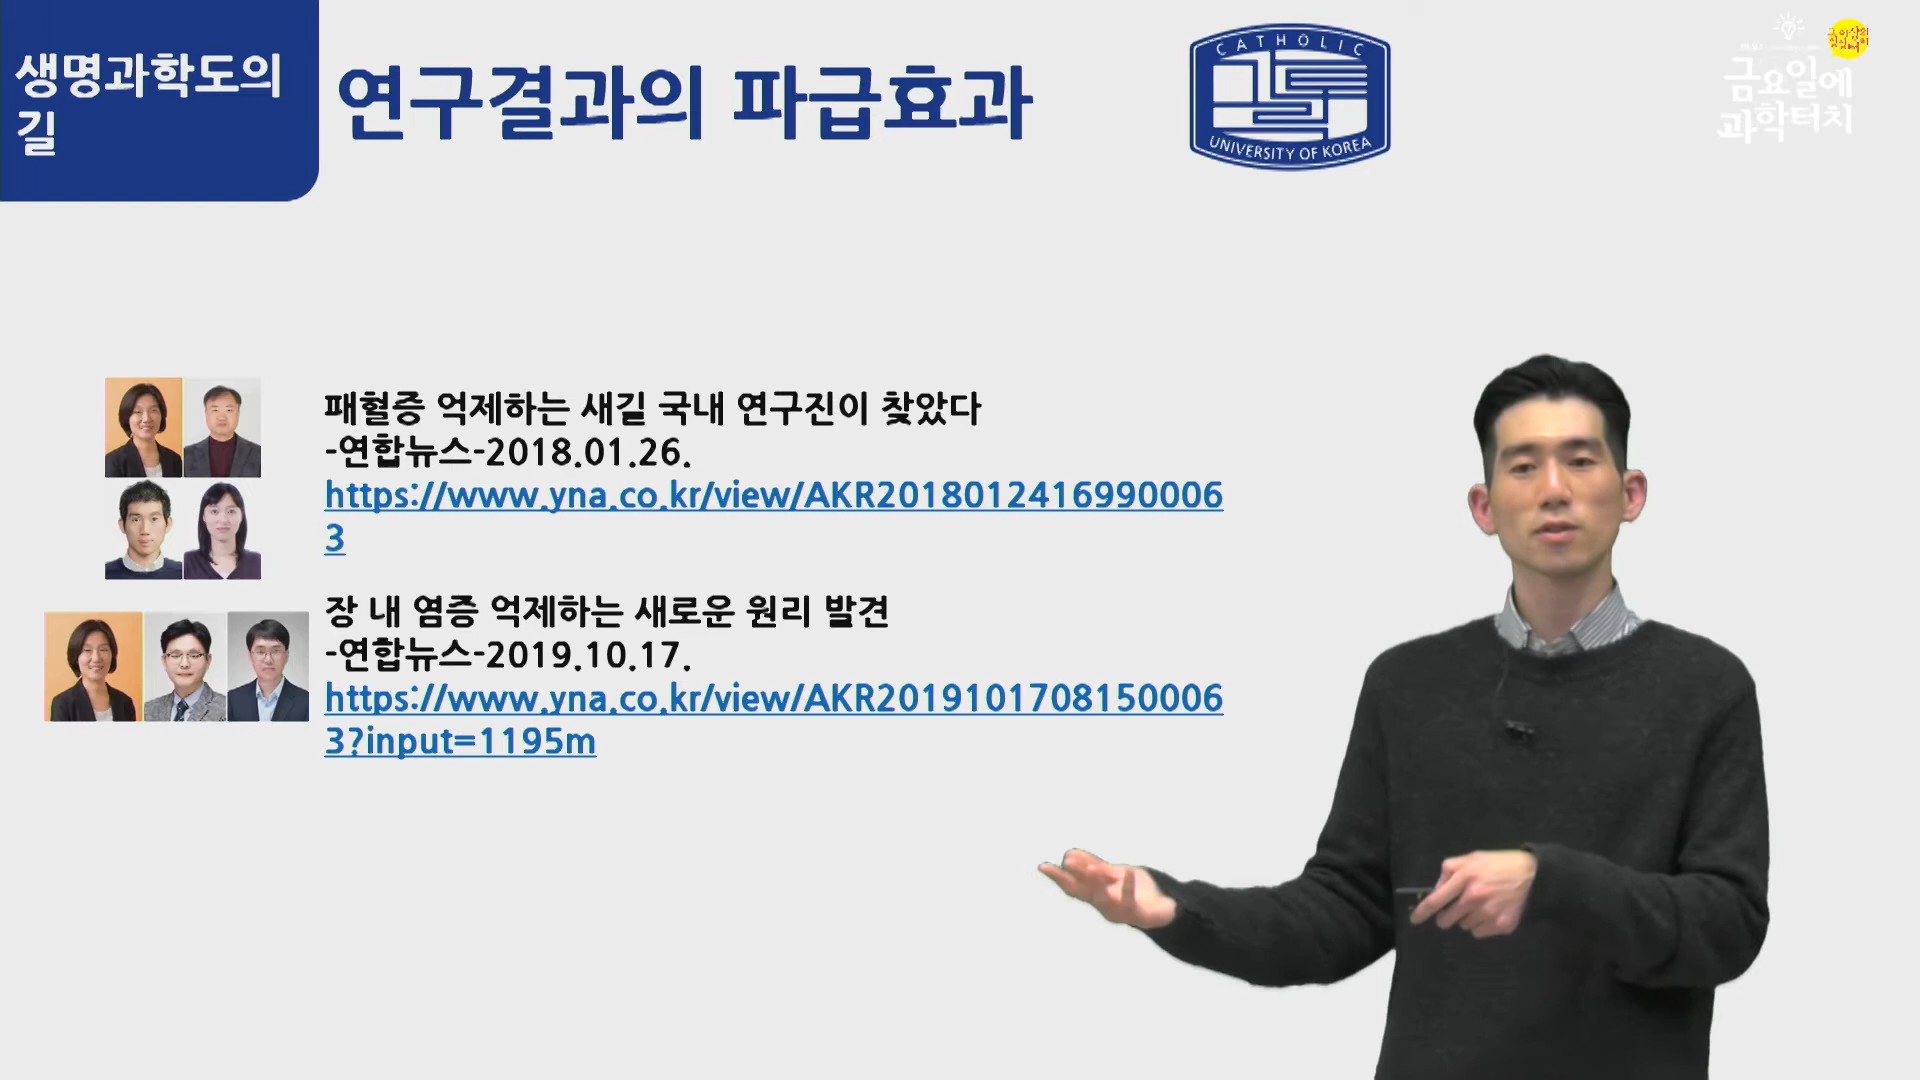 생명과학도의
길
연구결과의 파급효과
CATHOLIC
UNIVERSITY OF KOREA
금요일에
과학터치
패혈증 억제하는 새길 국내 연구진이 찾았다
-연합뉴스-2018.01.26.
https://www.yna.co.kr/view/AKR2018012416990006
3
장 내 염증 억제하는 새로운 원리 발견
-연합뉴스-2019.10.17.
https://www.yna.co.kr/view/AKR2019101708150006
3?input=1195m